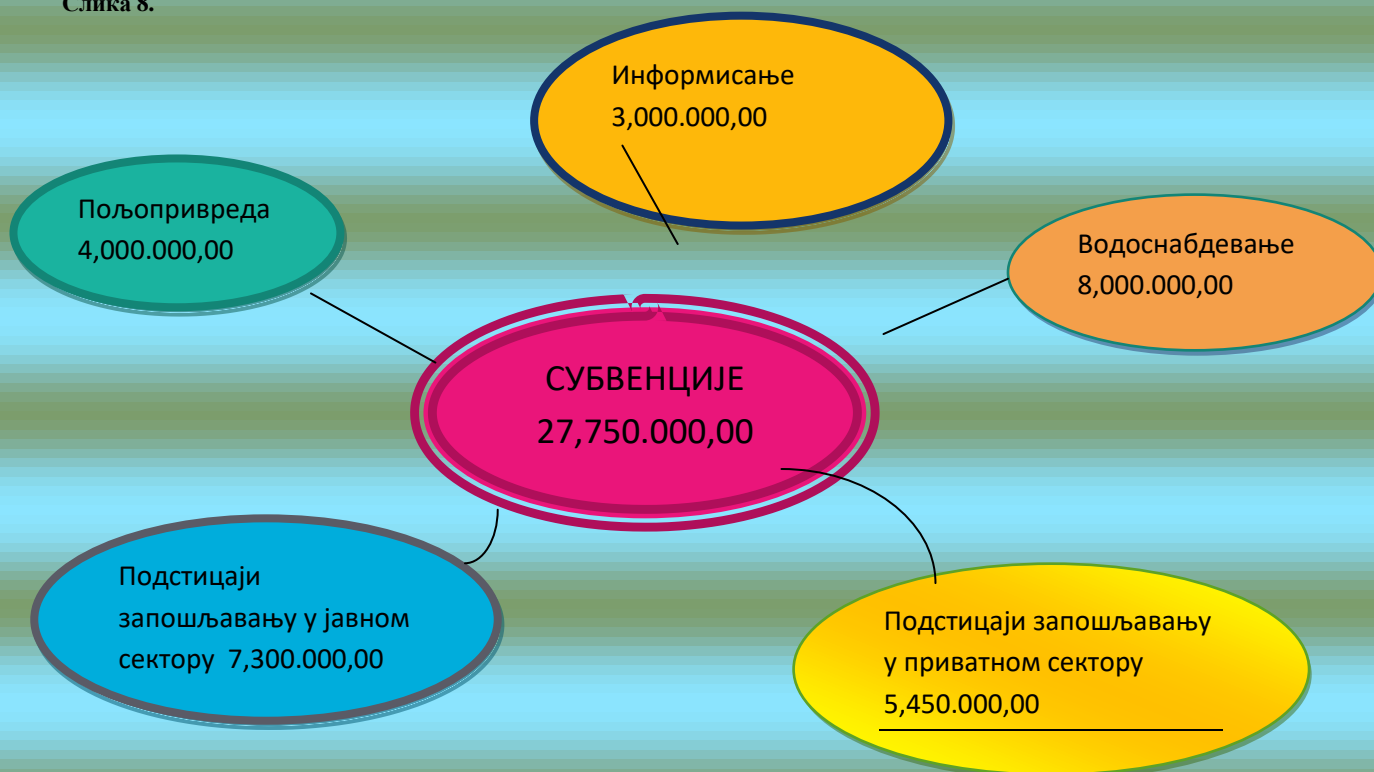 Слика 8.
Информисање
3,000.000,00
Пољопривреда
4,000.000,00
Водоснабдевање
8,000.000,00
СУБВЕНЦИЈЕ
27,750.000,00
Подстицаји
запошљавању у јавном
сектору 7,300.000,00
Подстицаји запошљавању
у приватном сектору
5,450.000,00